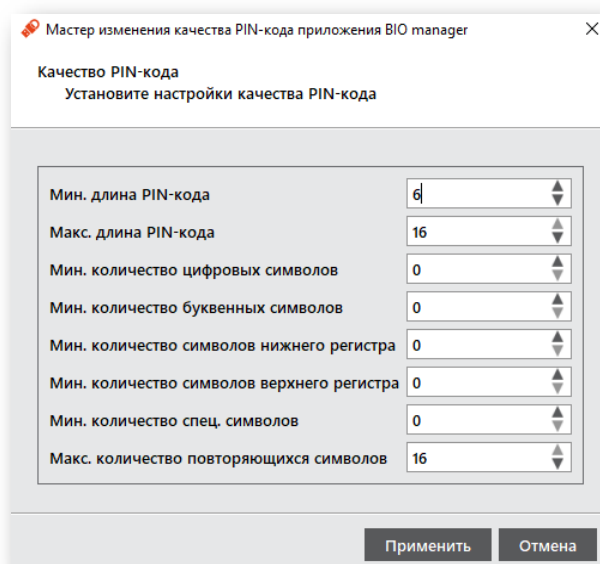 Мастер изменения качества PIN-кода приложения BIO manager
Качество PIN-кода
Установите настройки качества PIN-кода
Мин. длина PIN-кода 6
Макс. длина PIN-кода 16
Мин. количество цифровых символов 0
Мин. количество буквенных символов 0
Мин. количество символов нижнего регистра 0
Мин. количество символов верхнего регистра 0
Мин. количество спец. символов 0
Макс. количество повторяющихся символов 16
Применить Отмена